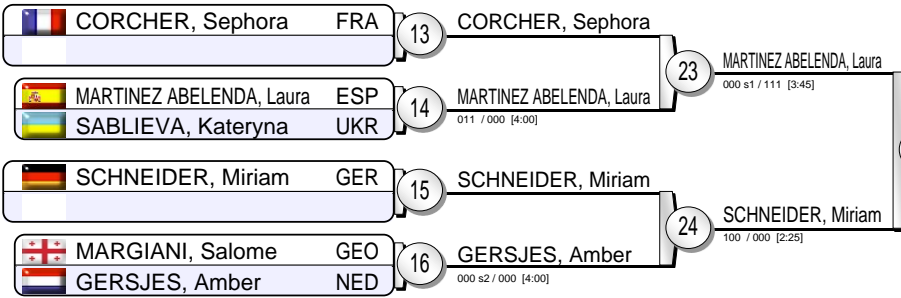 CORCHER, Sephora FRA
13
CORCHER, Sephora
23
MARTINEZ ABELENDA, Laura
000 s1 / 111 [3:45]
MARTINEZ ABELENDA, Laura ESP
SABLIEVA, Kateryna UKR
14
MARTINEZ ABELENDA, Laura
011 / 000 [4:00]
SCHNEIDER, Miriam GER
15
SCHNEIDER, Miriam
24
SCHNEIDER, Miriam
100 / 000 [2:25]
MARGIANI, Salome GEO
GERSJES, Amber NED
16
GERSJES, Amber
000 s2 / 000 [4:00]